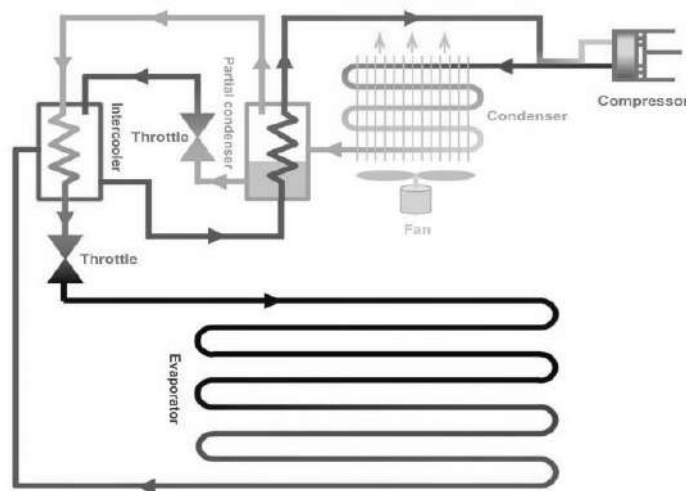 Partial condenser
Intercooler
Throttle
Compressor
Condenser
Fan
Throttle
Evaporator